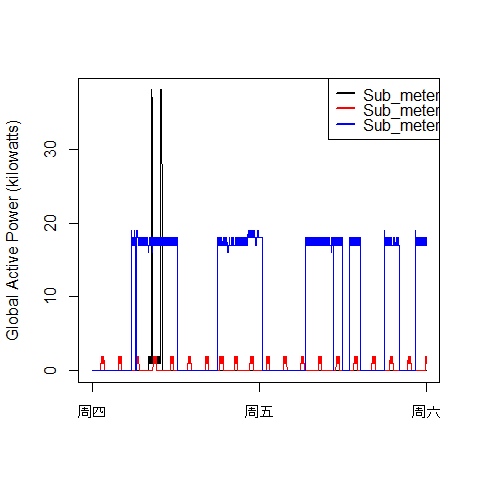 Sub_meter
Sub_meter
Sub_meter
Global Active Power (kilowatts)
30
20
10
0
周四 周五 周六